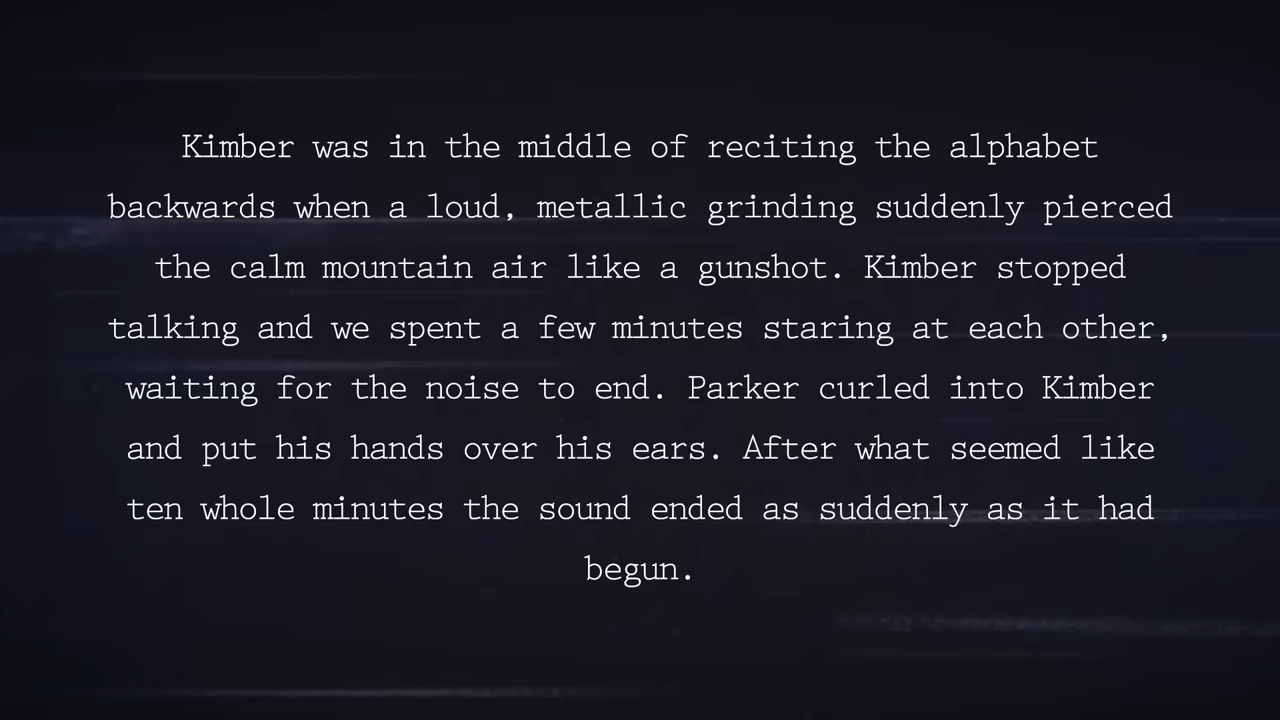 Kimber was in the middle of reciting the alphabet
backwards when a loud, metallic grinding suddenly pierced
the calm mountain air like a gunshot. Kimber stopped
talking and we spent a few minutes staring at each other,
waiting for the noise to end. Parker curled into Kimber
and put his hands over his ears. After what seemed like
ten whole minutes the sound ended as suddenly as it had
begun.